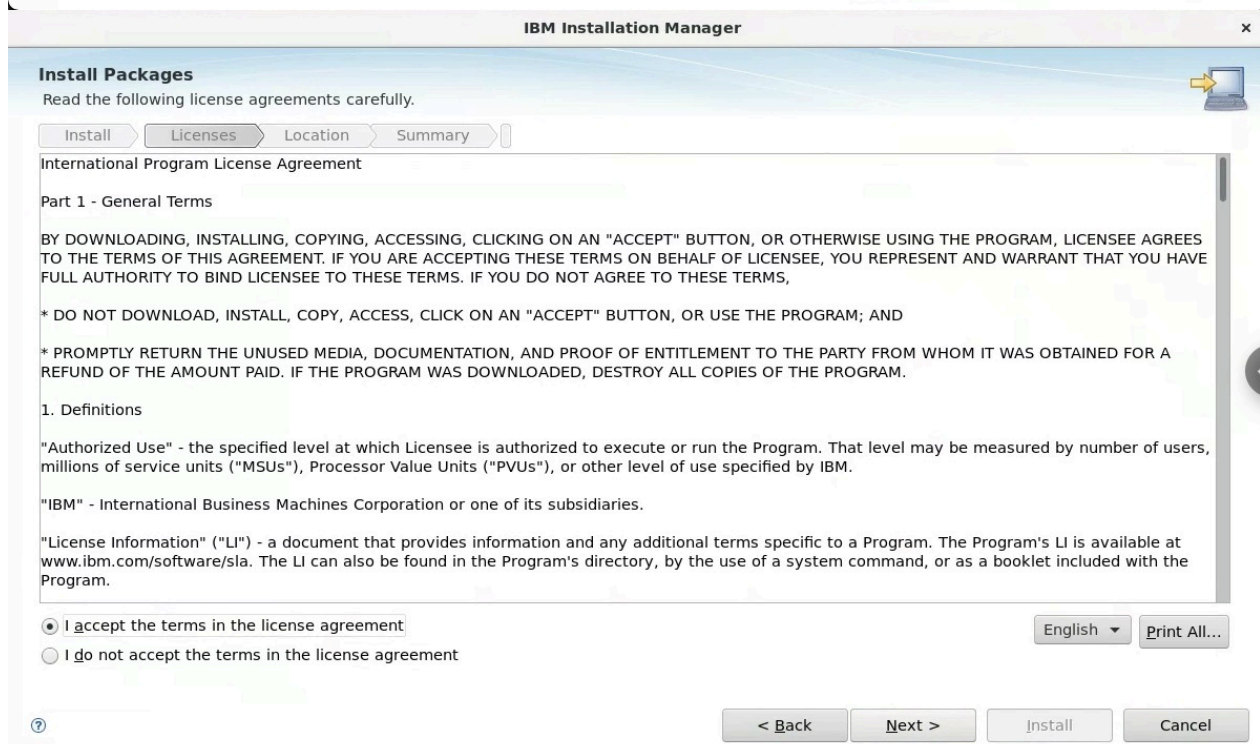 IBM Installation Manager
×
Install Packages
Read the following license agreements carefully.
Install
Licenses
Location
Summary
International Program License Agreement
Part 1 - General Terms
BY DOWNLOADING, INSTALLING, COPYING, ACCESSING, CLICKING ON AN "ACCEPT" BUTTON, OR OTHERWISE USING THE PROGRAM, LICENSEE AGREES
TO THE TERMS OF THIS AGREEMENT. IF YOU ARE ACCEPTING THESE TERMS ON BEHALF OF LICENSEE, YOU REPRESENT AND WARRANT THAT YOU HAVE
FULL AUTHORITY TO BIND LICENSEE TO THESE TERMS. IF YOU DO NOT AGREE TO THESE TERMS,
* DO NOT DOWNLOAD, INSTALL, COPY, ACCESS, CLICK ON AN "ACCEPT" BUTTON, OR USE THE PROGRAM; AND
* PROMPTLY RETURN THE UNUSED MEDIA, DOCUMENTATION, AND PROOF OF ENTITLEMENT TO THE PARTY FROM WHOM IT WAS OBTAINED FOR A
REFUND OF THE AMOUNT PAID. IF THE PROGRAM WAS DOWNLOADED, DESTROY ALL COPIES OF THE PROGRAM.
1. Definitions
"Authorized Use" - the specified level at which Licensee is authorized to execute or run the Program. That level may be measured by number of users,
millions of service units ("MSUs"), Processor Value Units ("PVUs"), or other level of use specified by IBM.
"IBM" - International Business Machines Corporation or one of its subsidiaries.
"License Information" ("LI") - a document that provides information and any additional terms specific to a Program. The Program's LI is available at
www.ibm.com/software/sla. The LI can also be found in the Program's directory, by the use of a system command, or as a booklet included with the
Program.
I accept the terms in the license agreement
English
Print All...
I do not accept the terms in the license agreement
?
< Back
Next >
Install
Cancel